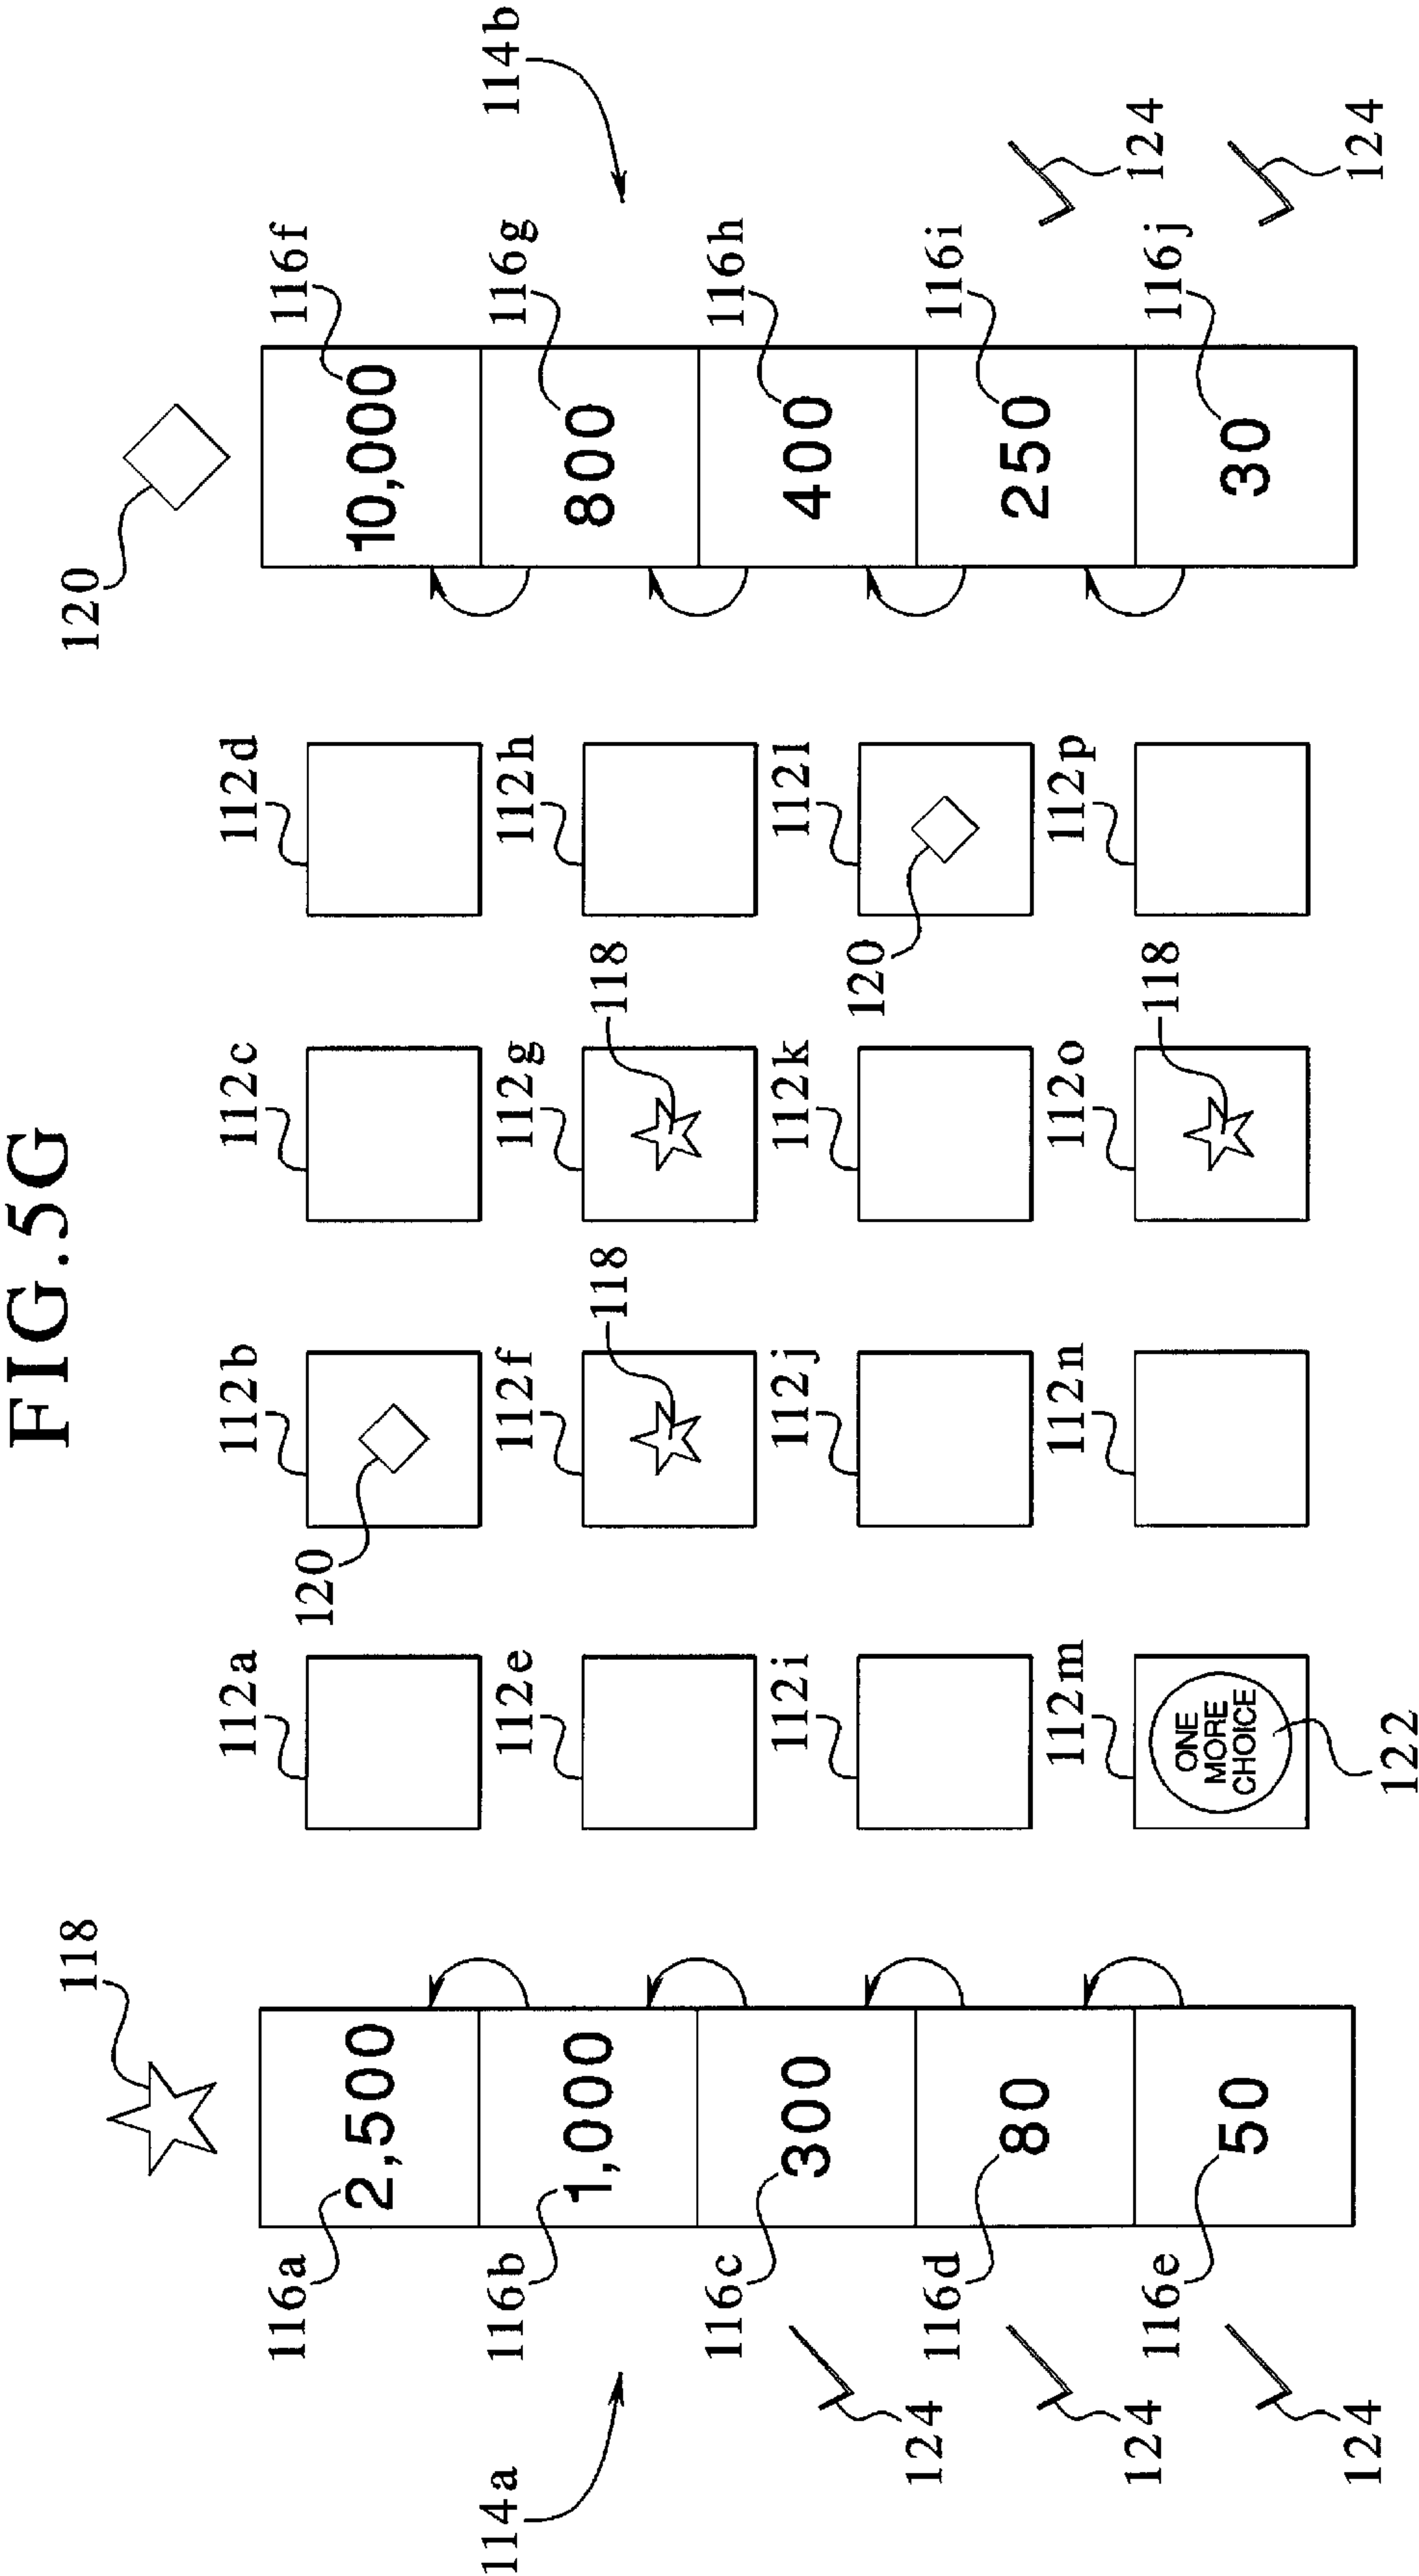 FIG.5G
118
120
114a
114b
116a
2,500
112a
112b
112c
112d
10,000
116f
120
116b
1,000
112e
112f
118
112g
118
112h
800
116g
116c
300
112i
112j
112k
112l
120
400
116h
124
116d
80
112m
ONE
MORE
CHOICE
122
112n
112o
118
112p
250
116i
124
124
116e
50
30
116j
124
124